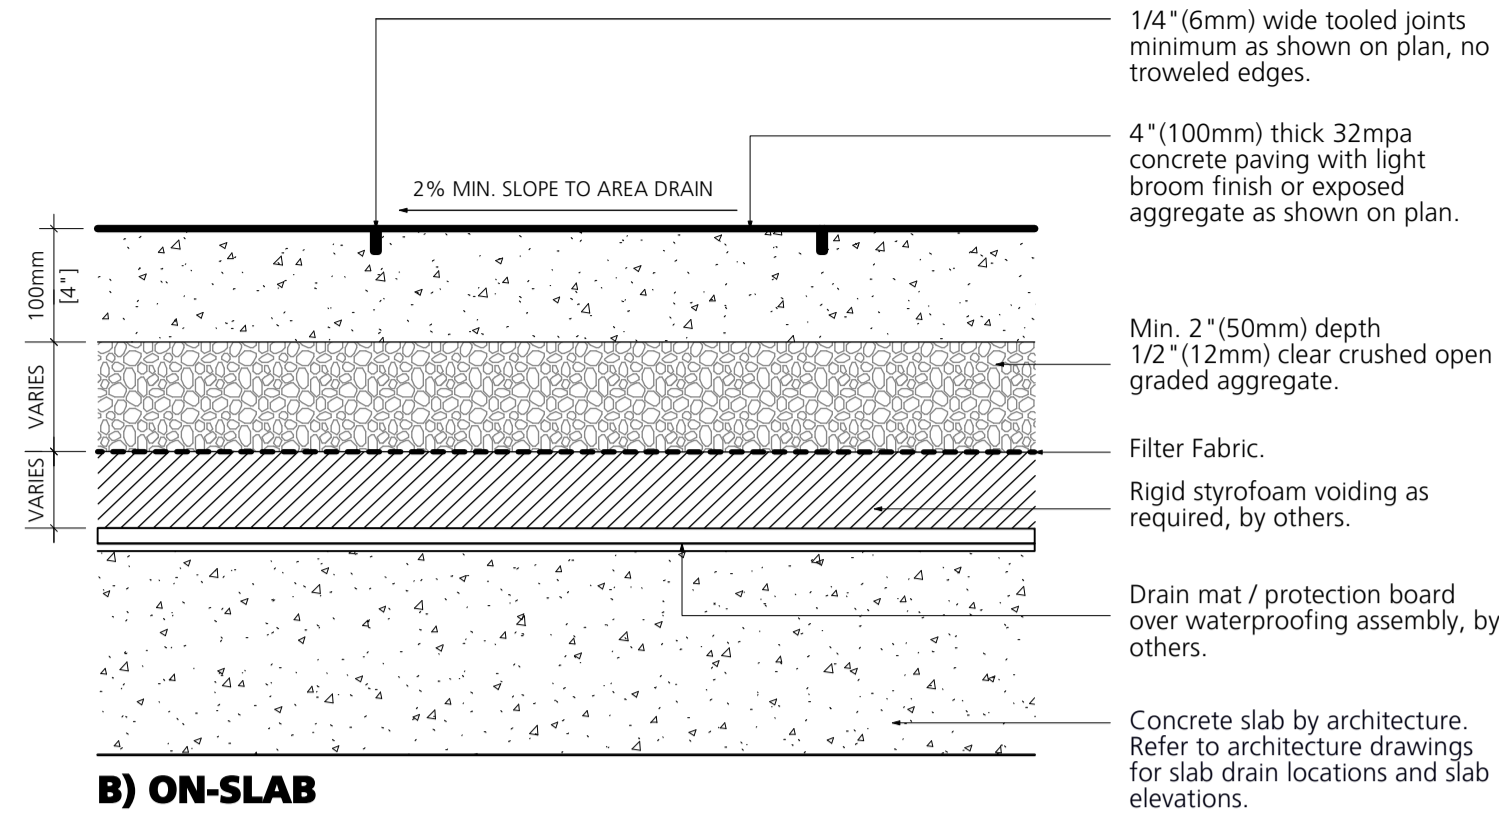 1/4"(6mm) wide tooled joints
minimum as shown on plan, no
troweled edges.
4"(100mm) thick 32mpa
concrete paving with light
broom finish or exposed
aggregate as shown on plan.
2% MIN. SLOPE TO AREA DRAIN
100mm
[4"]
VARIES
VARIES
Min. 2"(50mm) depth
1/2"(12mm) clear crushed open
graded aggregate.
Filter Fabric.
Rigid styrofoam voiding as
required, by others.
Drain mat / protection board
over waterproofing assembly, by
others.
Concrete slab by architecture.
Refer to architecture drawings
for slab drain locations and slab
elevations.
B) ON-SLAB